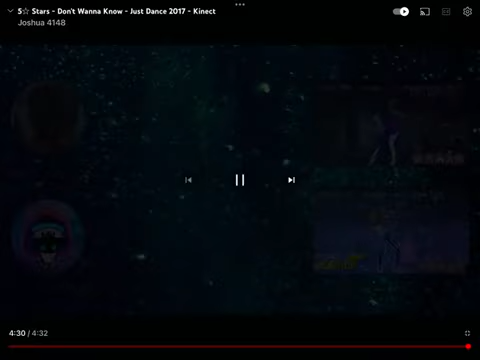 5☆ Stars - Don't Wanna Know - Just Dance 2017 - Kinect
Joshua 4148
4:30 / 4:32